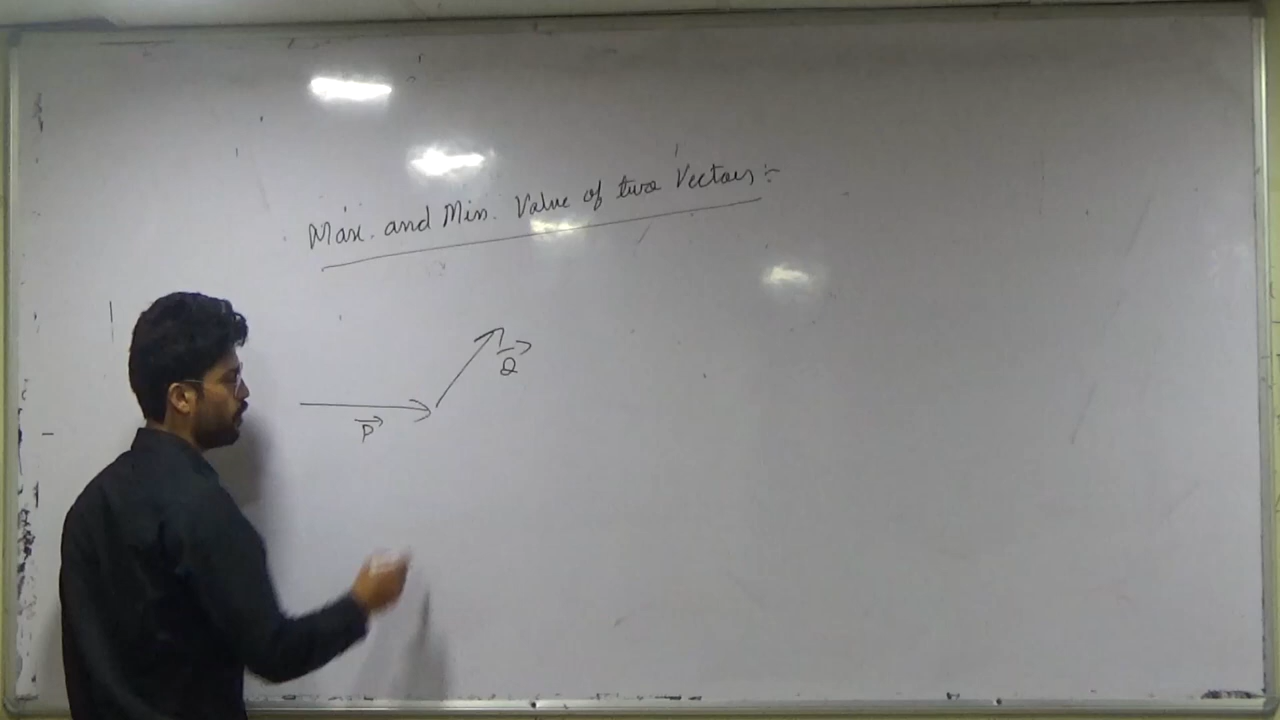 Max. and Min. Value of two Vectors :-
Q
P